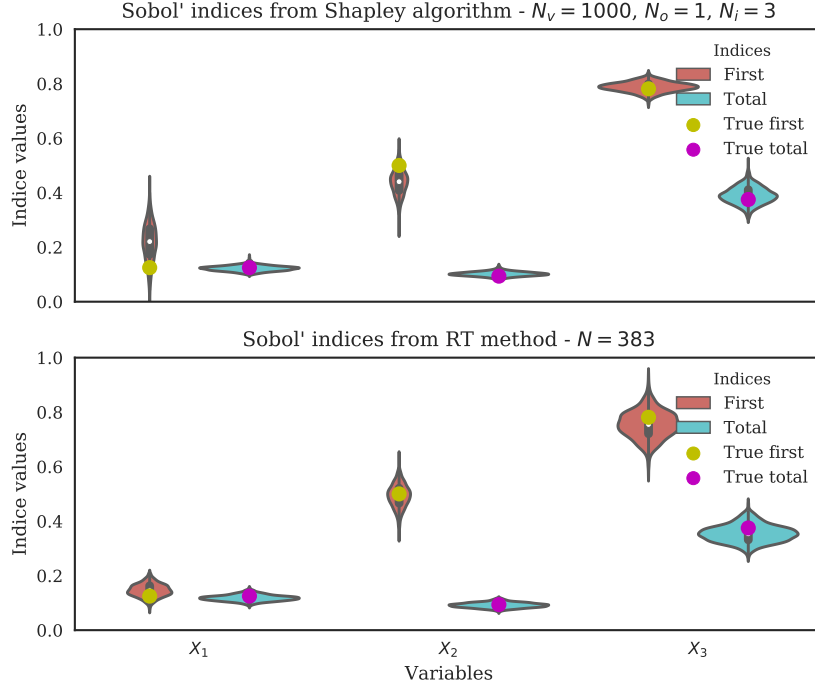 Sobol' indices from Shapley algorithm - $N_v = 1000$, $N_o = 1$, $N_i = 3$
1.0
0.8
0.6
0.4
0.2
0.0
Indice values
Indices
First
Total
True first
True total
Sobol' indices from RT method - $N = 383$
1.0
0.8
0.6
0.4
0.2
0.0
Indice values
Indices
First
Total
True first
True total
$X_1$ $X_2$ $X_3$
Variables